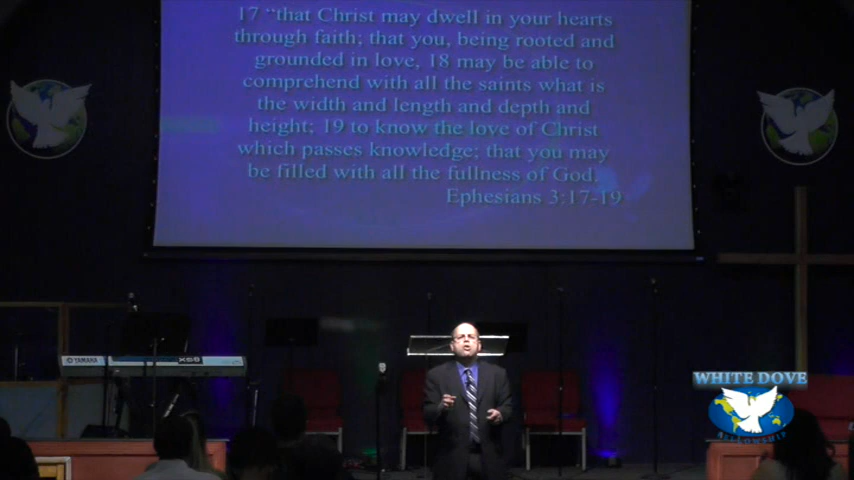 17 “that Christ may dwell in your hearts
through faith; that you, being rooted and
grounded in love, 18 may be able to
comprehend with all the saints what is
the width and length and depth and
height; 19 to know the love of Christ
which passes knowledge; that you may
be filled with all the fullness of God.
Ephesians 3:17-19
YAMAHA
WHITE DOVE
FELLOWSHIP